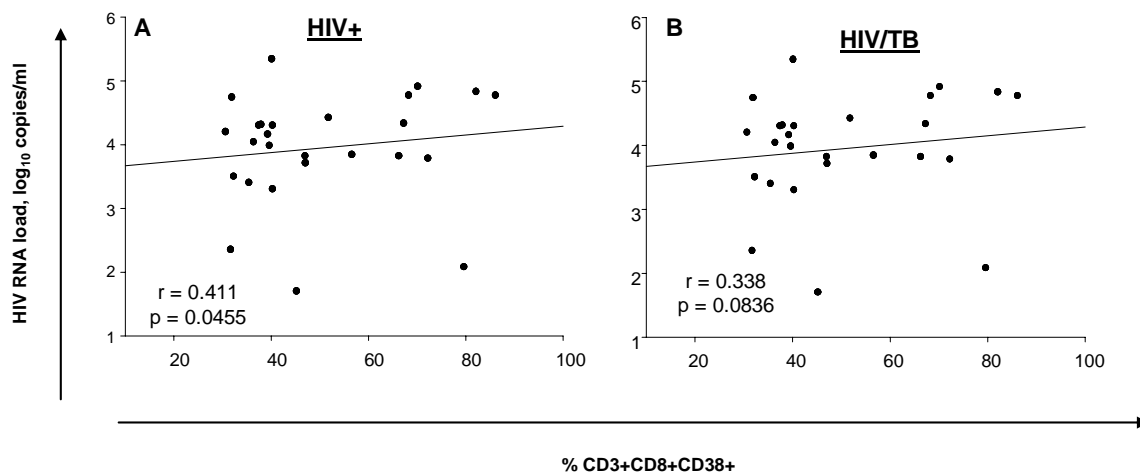 A
HIV+
6
5
4
3
2
1
r = 0.411
p = 0.0455
20 40 60 80 100
B
HIV/TB
6
5
4
3
2
1
r = 0.338
p = 0.0836
20 40 60 80 100
HIV RNA load, log10 copies/ml
% CD3+CD8+CD38+